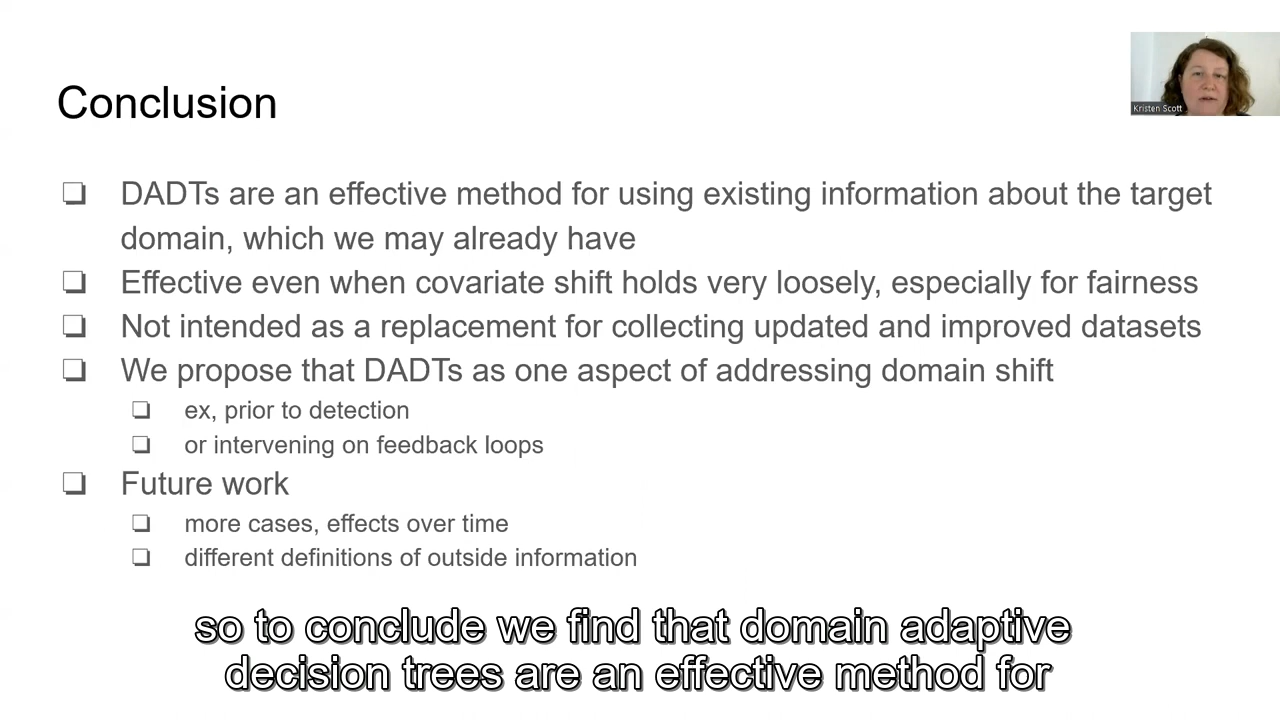 Kristen Scott
Conclusion
❏ DADTs are an effective method for using existing information about the target
domain, which we may already have
❏ Effective even when covariate shift holds very loosely, especially for fairness
❏ Not intended as a replacement for collecting updated and improved datasets
❏ We propose that DADTs as one aspect of addressing domain shift
❏ ex, prior to detection
❏ or intervening on feedback loops
❏ Future work
❏ more cases, effects over time
❏ different definitions of outside information
so to conclude we find that domain adaptive
decision trees are an effective method for